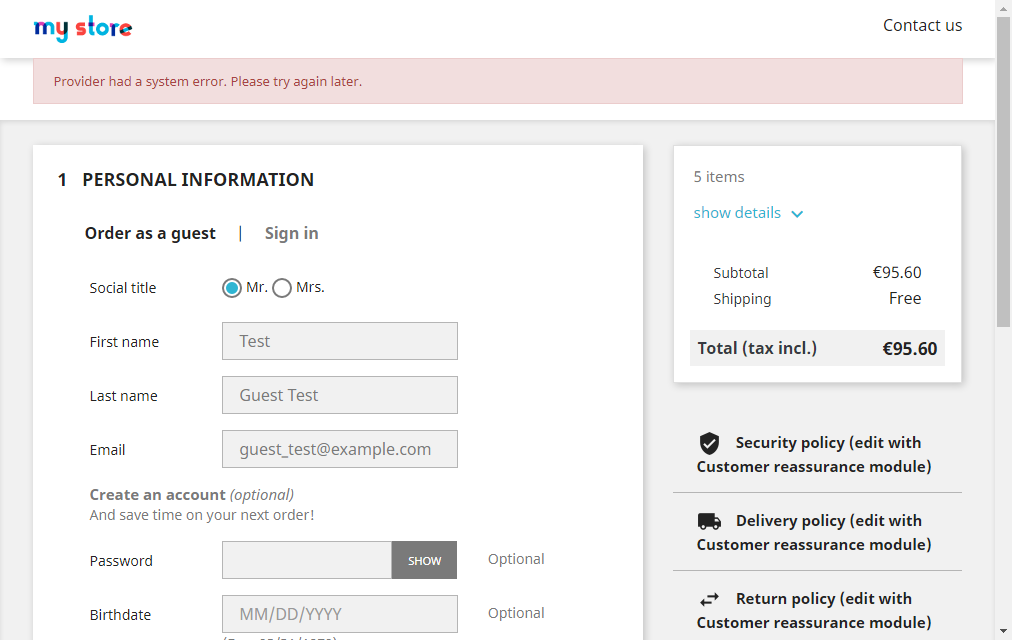 my store
Contact us
Provider had a system error. Please try again later.
1 PERSONAL INFORMATION
Order as a guest | Sign in
Social title Mr. Mrs.
First name Test
Last name Guest Test
Email guest_test@example.com
Create an account (optional)
And save time on your next order!
Password SHOW Optional
Birthdate MM/DD/YYYY Optional
5 items
show details
Subtotal €95.60
Shipping Free
Total (tax incl.) €95.60
Security policy (edit with
Customer reassurance module)
Delivery policy (edit with
Customer reassurance module)
Return policy (edit with
Customer reassurance module)